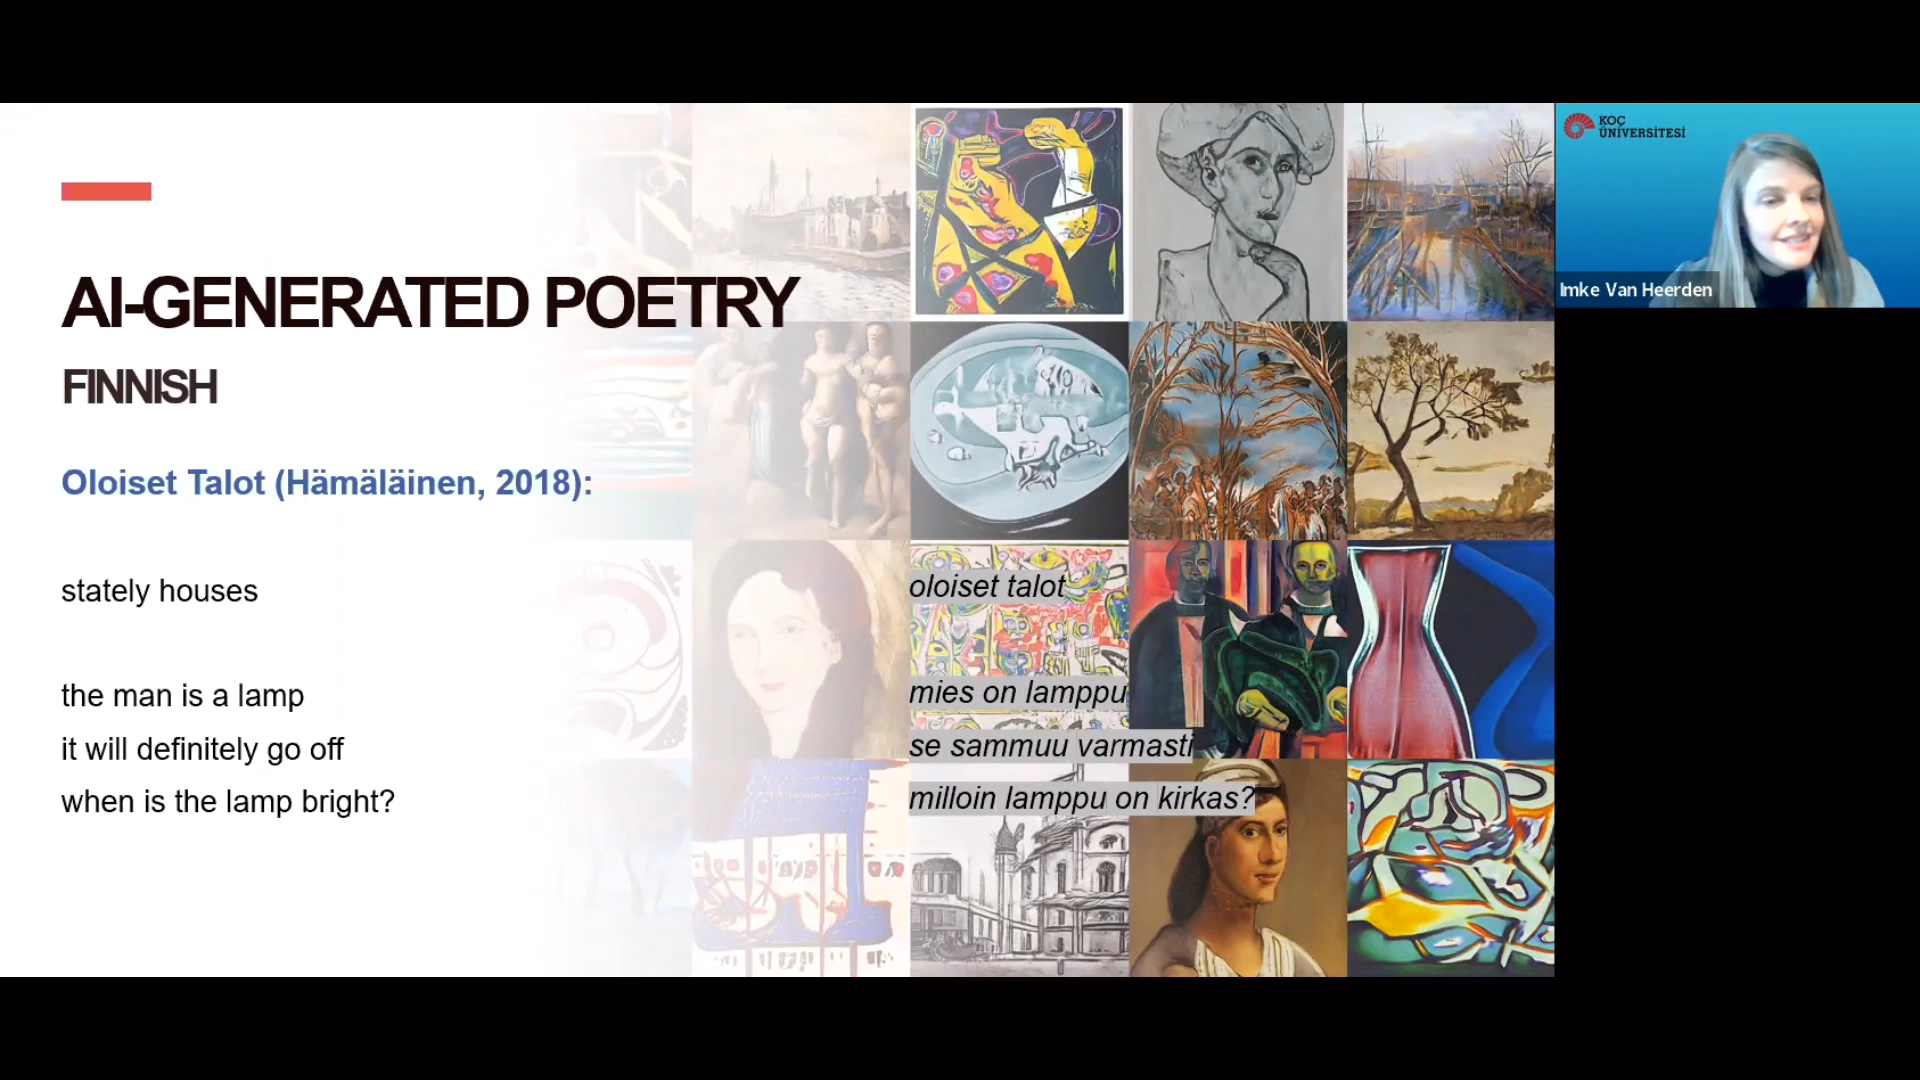 AI-GENERATED POETRY
FINNISH
Oloiset Talot (Hämäläinen, 2018):
stately houses
the man is a lamp
it will definitely go off
when is the lamp bright?
oloiset talot
mies on lamppu
se sammuu varmasti
milloin lamppu on kirkas?
KOÇ
ÜNİVERSİTESİ
Imke Van Heerden